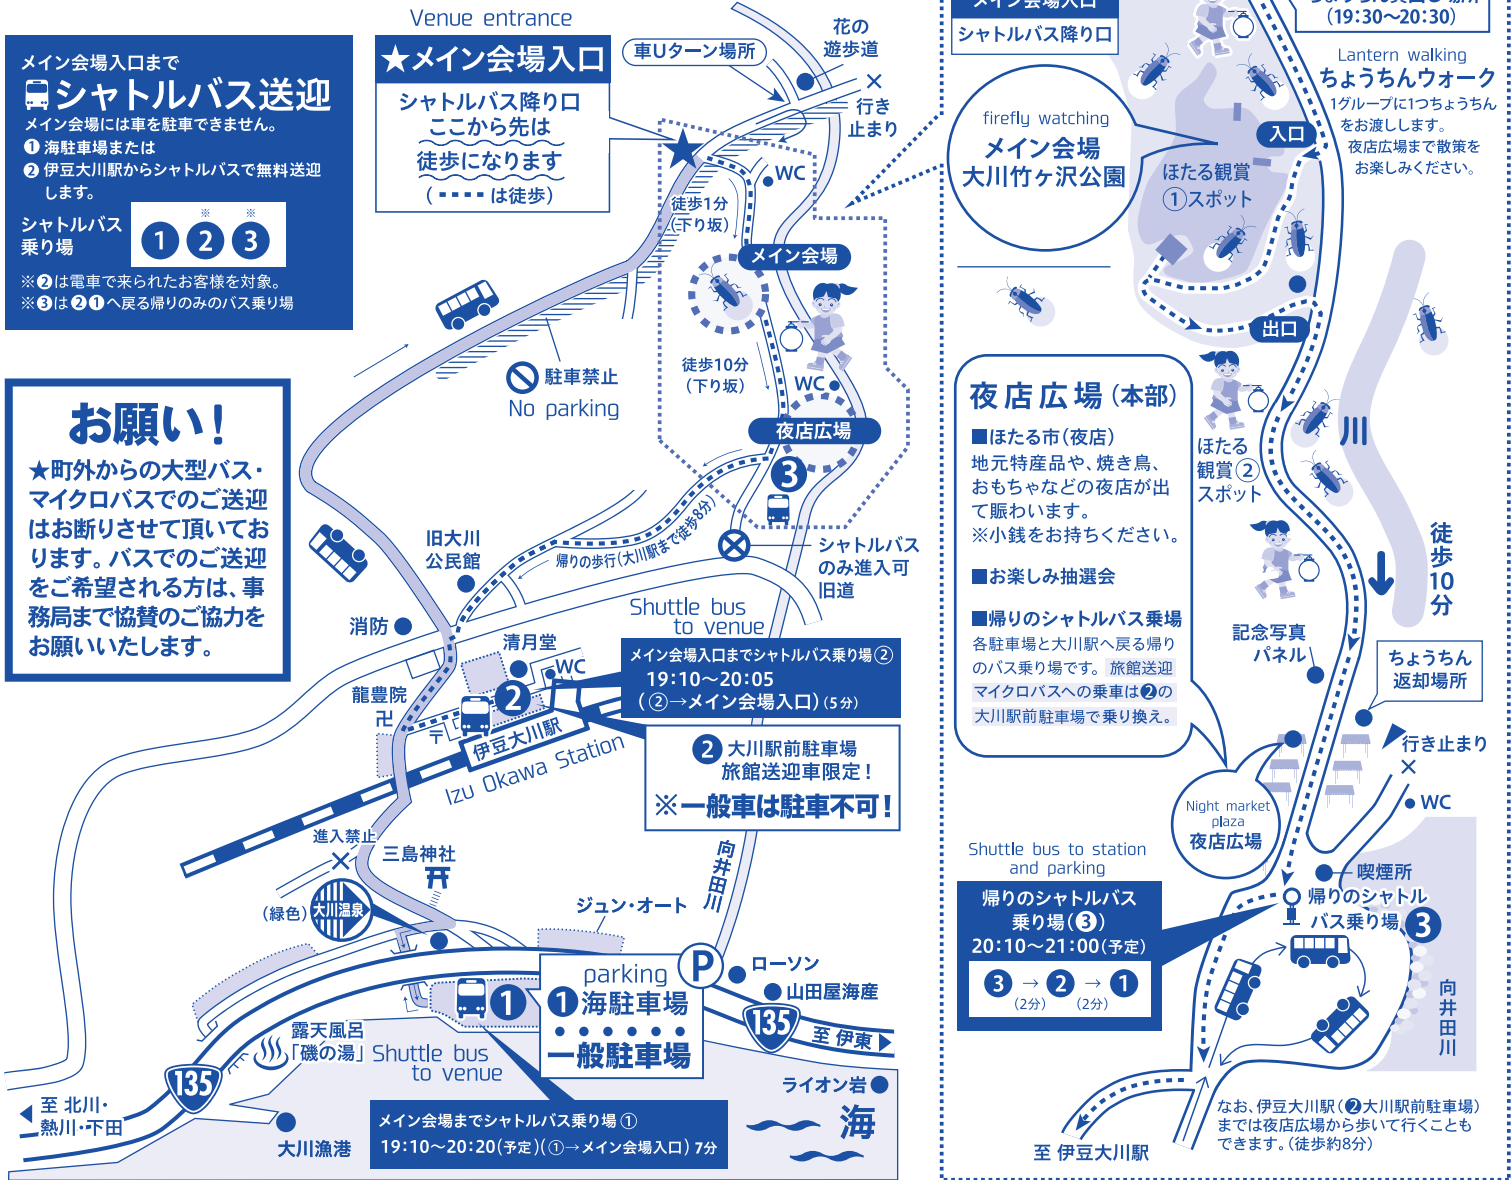 メイン会場入口まで
シャトルバス送迎
メイン会場には車を駐車できません。
❶ 海駐車場または
❷ 伊豆大川駅からシャトルバスで無料送迎
します。
シャトルバス
乗り場
❶ ※❷ ※❸
※❷は電車で来られたお客様を対象。
※❸は❷❶へ戻る帰りのみのバス乗り場
お願い!
★町外からの大型バス・
マイクロバスでのご送迎
はお断りさせて頂いてお
ります。バスでのご送迎
をご希望される方は、事
務局まで協賛のご協力を
お願いいたします。
Venue entrance
★メイン会場入口
シャトルバス降り口
ここから先は
徒歩になります
(---- は徒歩)
車Uターン場所
花の
遊歩道
×
行き
止まり
WC
徒歩1分
(下り坂)
メイン会場
徒歩10分
(下り坂)
WC
夜店広場
❸
駐車禁止
No parking
旧大川
公民館
帰りの歩行(大川駅まで徒歩8分)
シャトルバス
のみ進入可
旧道
消防
清月堂
WC
龍豊院
卍
〒
❷
伊豆大川駅
Izu Okawa Station
Shuttle bus
to venue
メイン会場入口までシャトルバス乗り場②
19:10〜20:05
(②→メイン会場入口)(5分)
❷ 大川駅前駐車場
旅館送迎車限定!
※一般車は駐車不可!
進入禁止
×
三島神社
(緑色)
大川温泉
ジュン・オート
向井田川
P
ローソン
山田屋海産
135
至 伊東
parking
❶海駐車場
一般駐車場
❶
露天風呂
「磯の湯」
Shuttle bus
to venue
135
至 北川・
熱川・下田
大川漁港
メイン会場までシャトルバス乗り場①
19:10〜20:20(予定)(①→メイン会場入口) 7分
ライオン岩
海
シャトルバス降り口
(19:30〜20:30)
Lantern walking
ちょうちんウォーク
1グループに1つちょうちん
をお渡しします。
夜店広場まで散策を
お楽しみください。
firefly watching
メイン会場
大川竹ヶ沢公園
入口
ほたる観賞
①スポット
出口
夜店広場(本部)
■ほたる市(夜店)
地元特産品や、焼き鳥、
おもちゃなどの夜店が出
て賑わいます。
※小銭をお持ちください。
■お楽しみ抽選会
■帰りのシャトルバス乗場
各駐車場と大川駅へ戻る帰り
のバス乗り場です。旅館送迎
マイクロバスへの乗車は❷の
大川駅前駐車場で乗り換え。
ほたる
観賞②
スポット
川
徒歩10分
記念写真
パネル
ちょうちん
返却場所
行き止まり
×
WC
Night market
plaza
夜店広場
喫煙所
帰りのシャトル
バス乗り場
❸
Shuttle bus to station
and parking
帰りのシャトルバス
乗り場(❸)
20:10〜21:00(予定)
❸ → ❷ → ❶
(2分) (2分)
向井田川
なお、伊豆大川駅(❷大川駅前駐車場)
までは夜店広場から歩いて行くことも
できます。(徒歩約8分)
至 伊豆大川駅